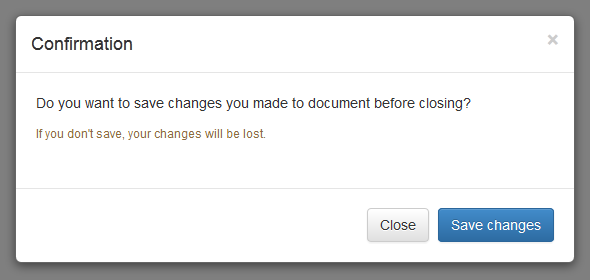 Confirmation ×
Do you want to save changes you made to document before closing?
If you don't save, your changes will be lost.
Close Save changes